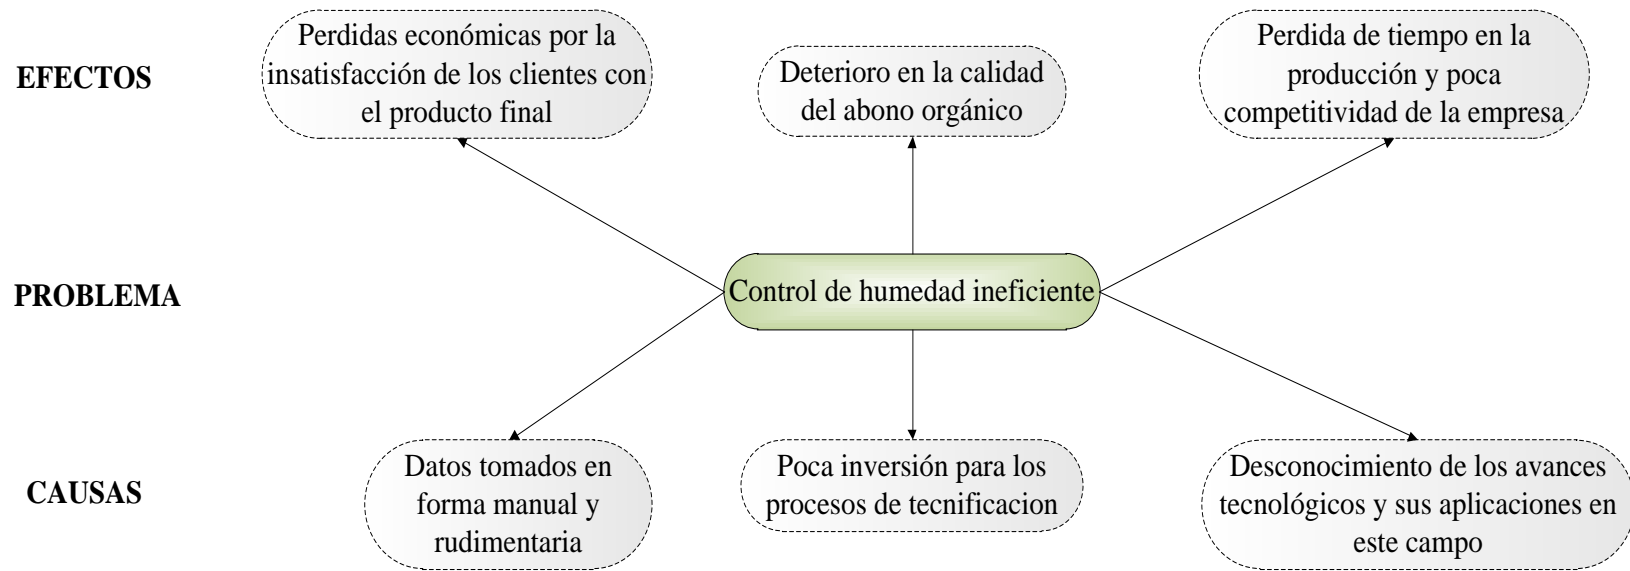 EFECTOS
Perdidas económicas por la
insatisfacción de los clientes con
el producto final
Deterioro en la calidad
del abono orgánico
Perdida de tiempo en la
producción y poca
competitividad de la empresa
PROBLEMA
Control de humedad ineficiente
CAUSAS
Datos tomados en
forma manual y
rudimentaria
Poca inversión para los
procesos de tecnificacion
Desconocimiento de los avances
tecnológicos y sus aplicaciones en
este campo